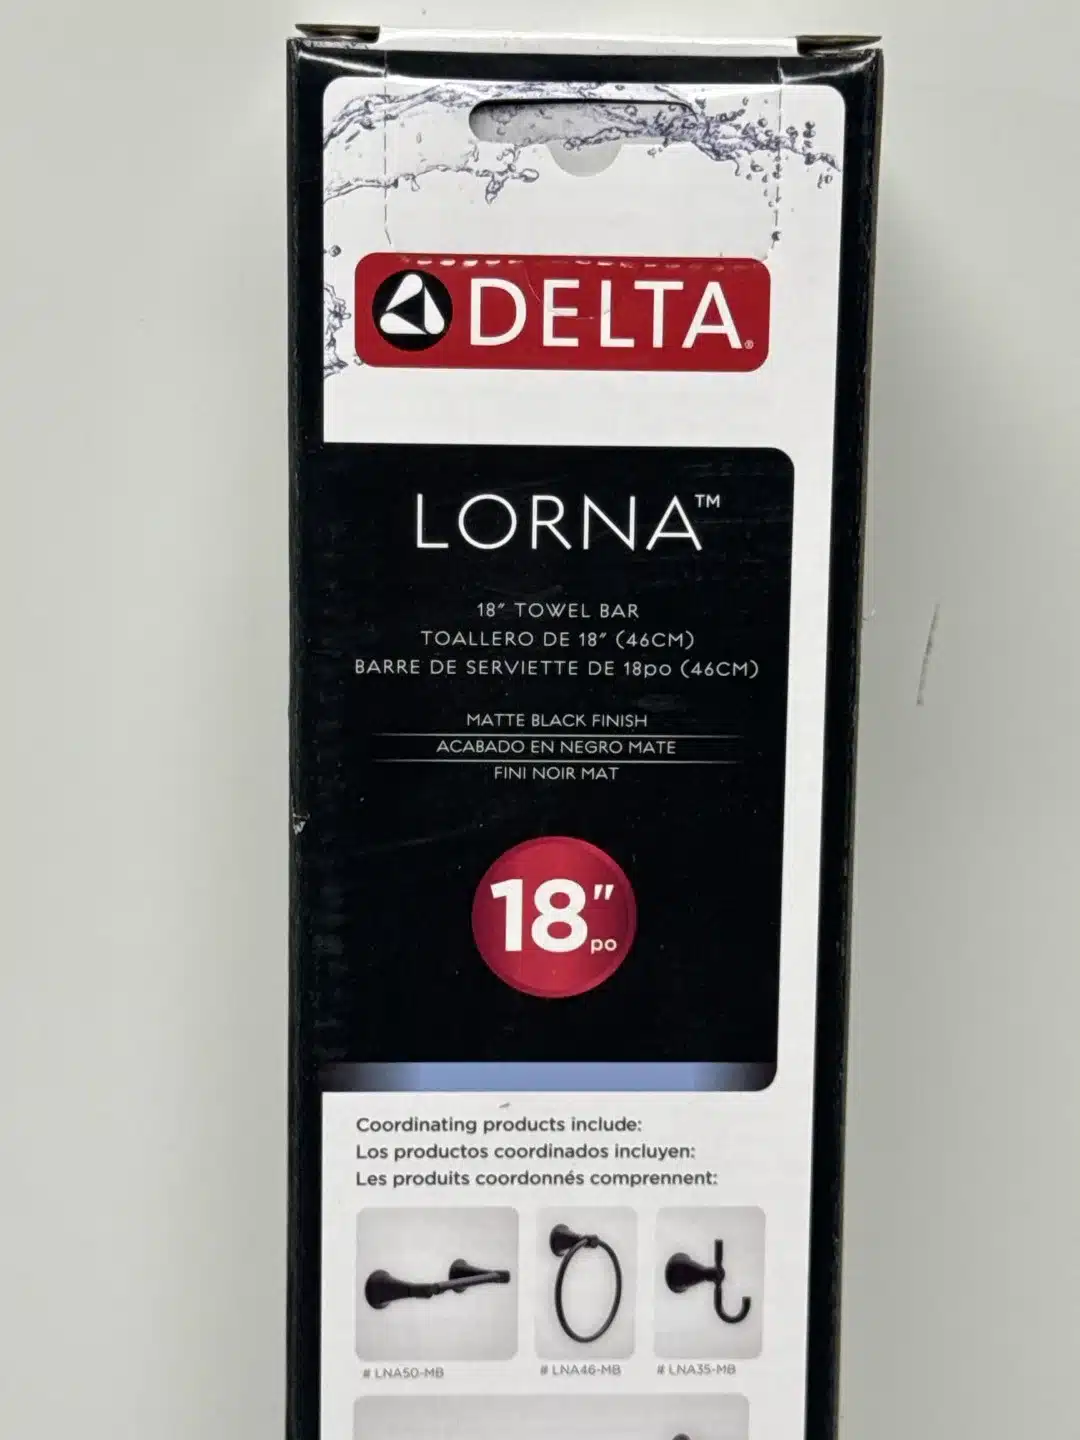 DELTA®
LORNA™
18" TOWEL BAR
TOALLERO DE 18" (46CM)
BARRE DE SERVIETTE DE 18po (46CM)
MATTE BLACK FINISH
ACABADO EN NEGRO MATE
FINI NOIR MAT
18"
po
Coordinating products include:
Los productos coordinados incluyen:
Les produits coordonnés comprennent:
# LNA50-MB # LNA46-MB # LNA35-MB